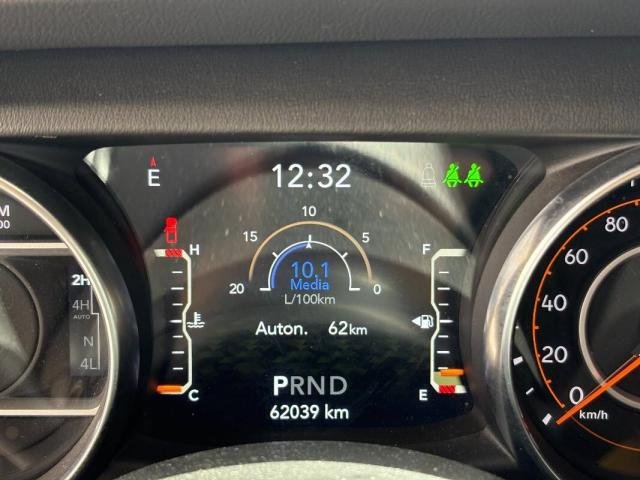 E 12:32
10
15 5
H F
20 10.1 0
Media
L/100km
Auton. 62km
C E
PRND
62039 km
M
00
2H
4H
AUTO
N
4L
80
60
40
20
0
km/h